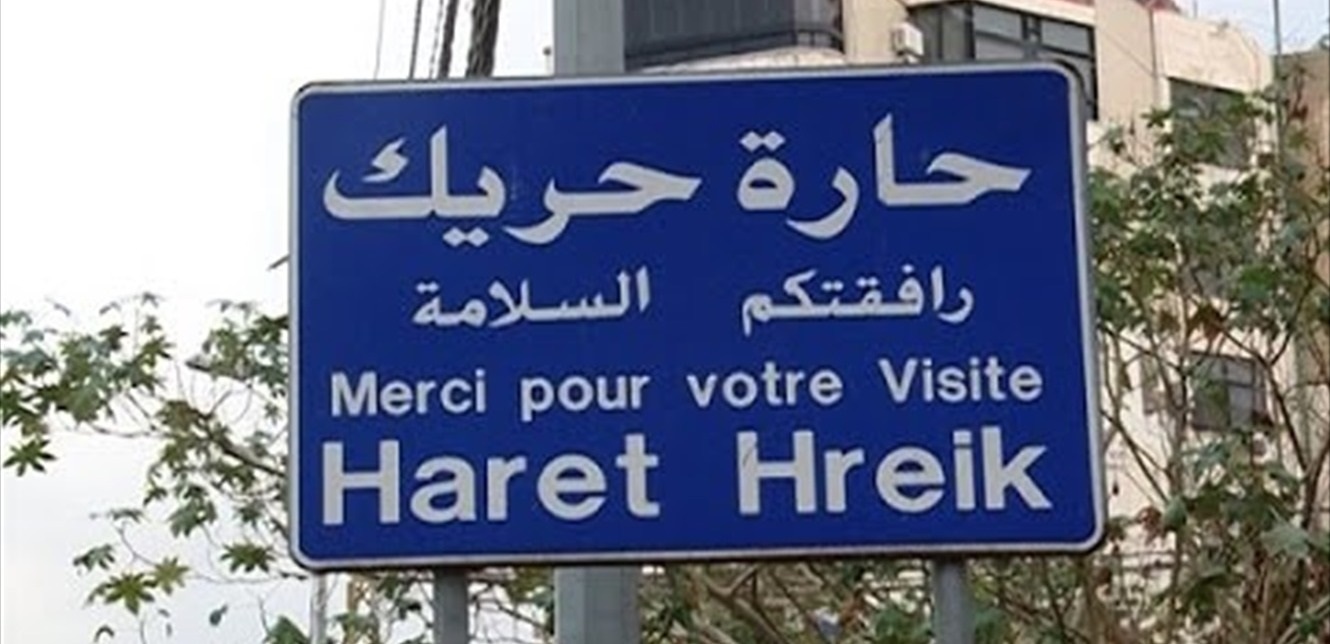 حارة حريك
رافقتكم السلامة
Merci pour votre Visite
Haret Hreik